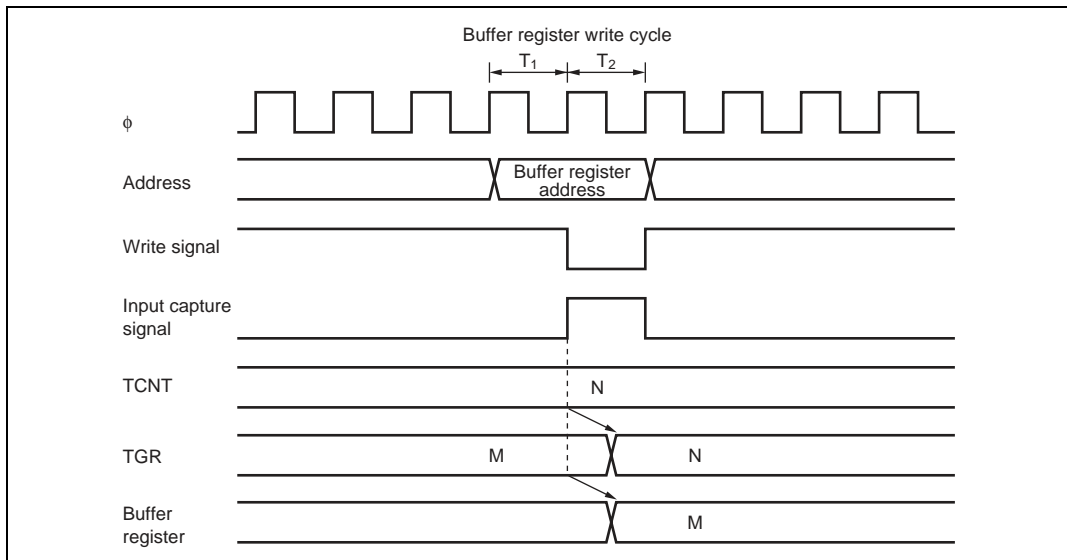 Buffer register write cycle
T₁ T₂
ϕ
Address
Buffer register
address
Write signal
Input capture
signal
TCNT
N
TGR
M
N
Buffer
register
M